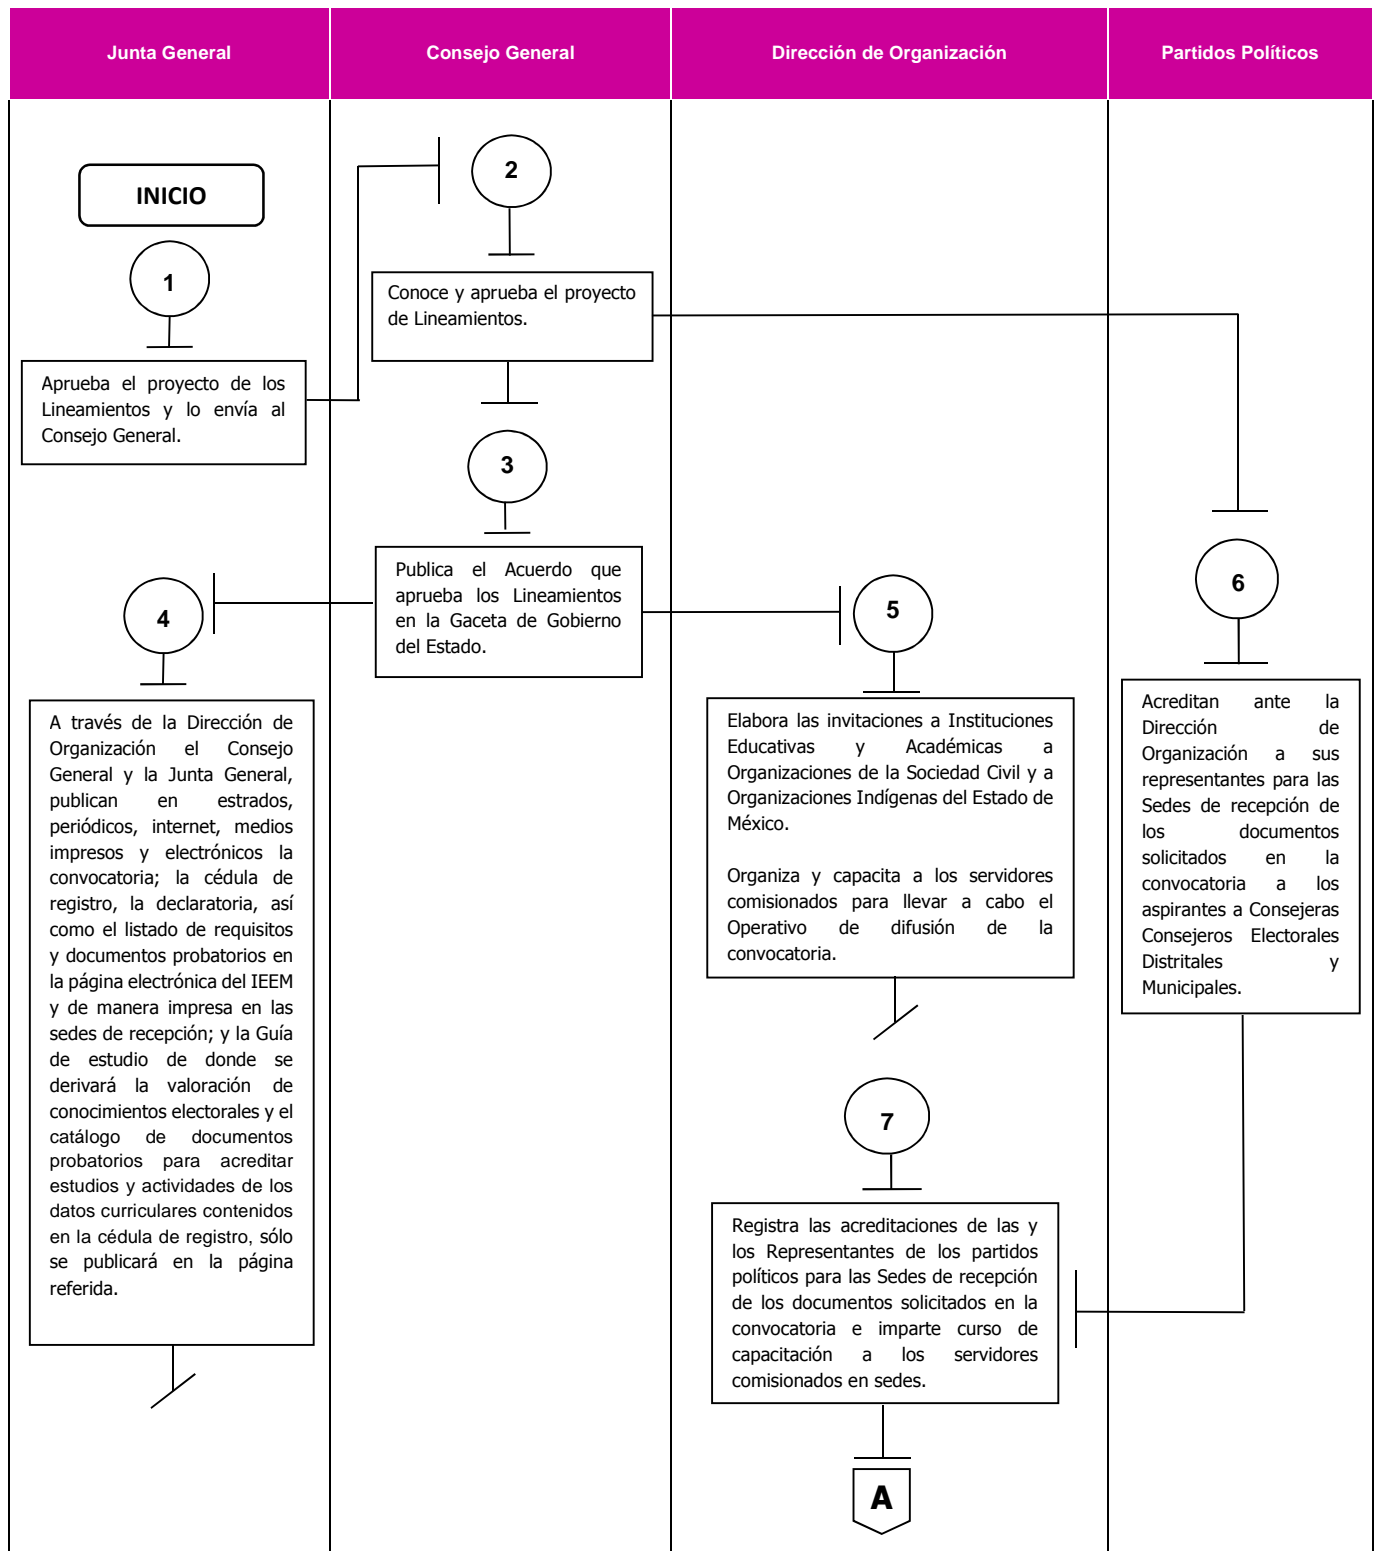 Junta General
Consejo General
Dirección de Organización
Partidos Políticos
INICIO
1
Aprueba el proyecto de los
Lineamientos y lo envía al
Consejo General.
2
Conoce y aprueba el proyecto
de Lineamientos.
3
Publica el Acuerdo que
aprueba los Lineamientos
en la Gaceta de Gobierno
del Estado.
4
A través de la Dirección de
Organización el Consejo
General y la Junta General,
publican en estrados,
periódicos, internet, medios
impresos y electrónicos la
convocatoria; la cédula de
registro, la declaratoria, así
como el listado de requisitos
y documentos probatorios en
la página electrónica del IEEM
y de manera impresa en las
sedes de recepción; y la Guía
de estudio de donde se
derivará la valoración de
conocimientos electorales y el
catálogo de documentos
probatorios para acreditar
estudios y actividades de los
datos curriculares contenidos
en la cédula de registro, sólo
se publicará en la página
referida.
5
Elabora las invitaciones a Instituciones
Educativas y Académicas a
Organizaciones de la Sociedad Civil y a
Organizaciones Indígenas del Estado de
México.
Organiza y capacita a los servidores
comisionados para llevar a cabo el
Operativo de difusión de la
convocatoria.
6
Acreditan ante la
Dirección de
Organización a sus
representantes para las
Sedes de recepción de
los documentos
solicitados en la
convocatoria a los
aspirantes a Consejeras
Consejeros Electorales
Distritales y
Municipales.
7
Registra las acreditaciones de las y
los Representantes de los partidos
políticos para las Sedes de recepción
de los documentos solicitados en la
convocatoria e imparte curso de
capacitación a los servidores
comisionados en sedes.
A